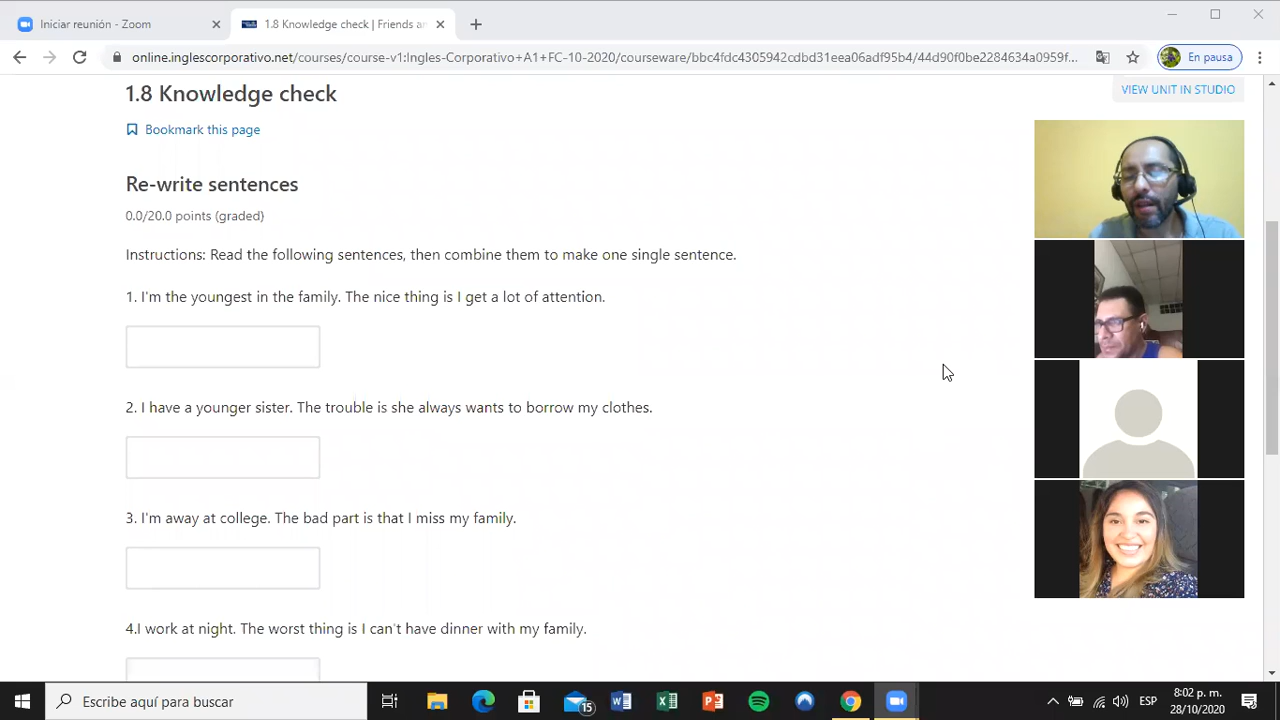 Iniciar reunión - Zoom
1.8 Knowledge check | Friends an
online.inglescorporativo.net/courses/course-v1:Ingles-Corporativo+A1+FC-10-2020/courseware/bbc4fdc4305942cdbd31eea06adf95b4/44d90f0be2284634a0959f...
En pausa
1.8 Knowledge check
VIEW UNIT IN STUDIO
Bookmark this page
Re-write sentences
0.0/20.0 points (graded)
Instructions: Read the following sentences, then combine them to make one single sentence.
1. I'm the youngest in the family. The nice thing is I get a lot of attention.
2. I have a younger sister. The trouble is she always wants to borrow my clothes.
3. I'm away at college. The bad part is that I miss my family.
4.I work at night. The worst thing is I can't have dinner with my family.
Escribe aquí para buscar
15
ESP
8:02 p. m.
28/10/2020